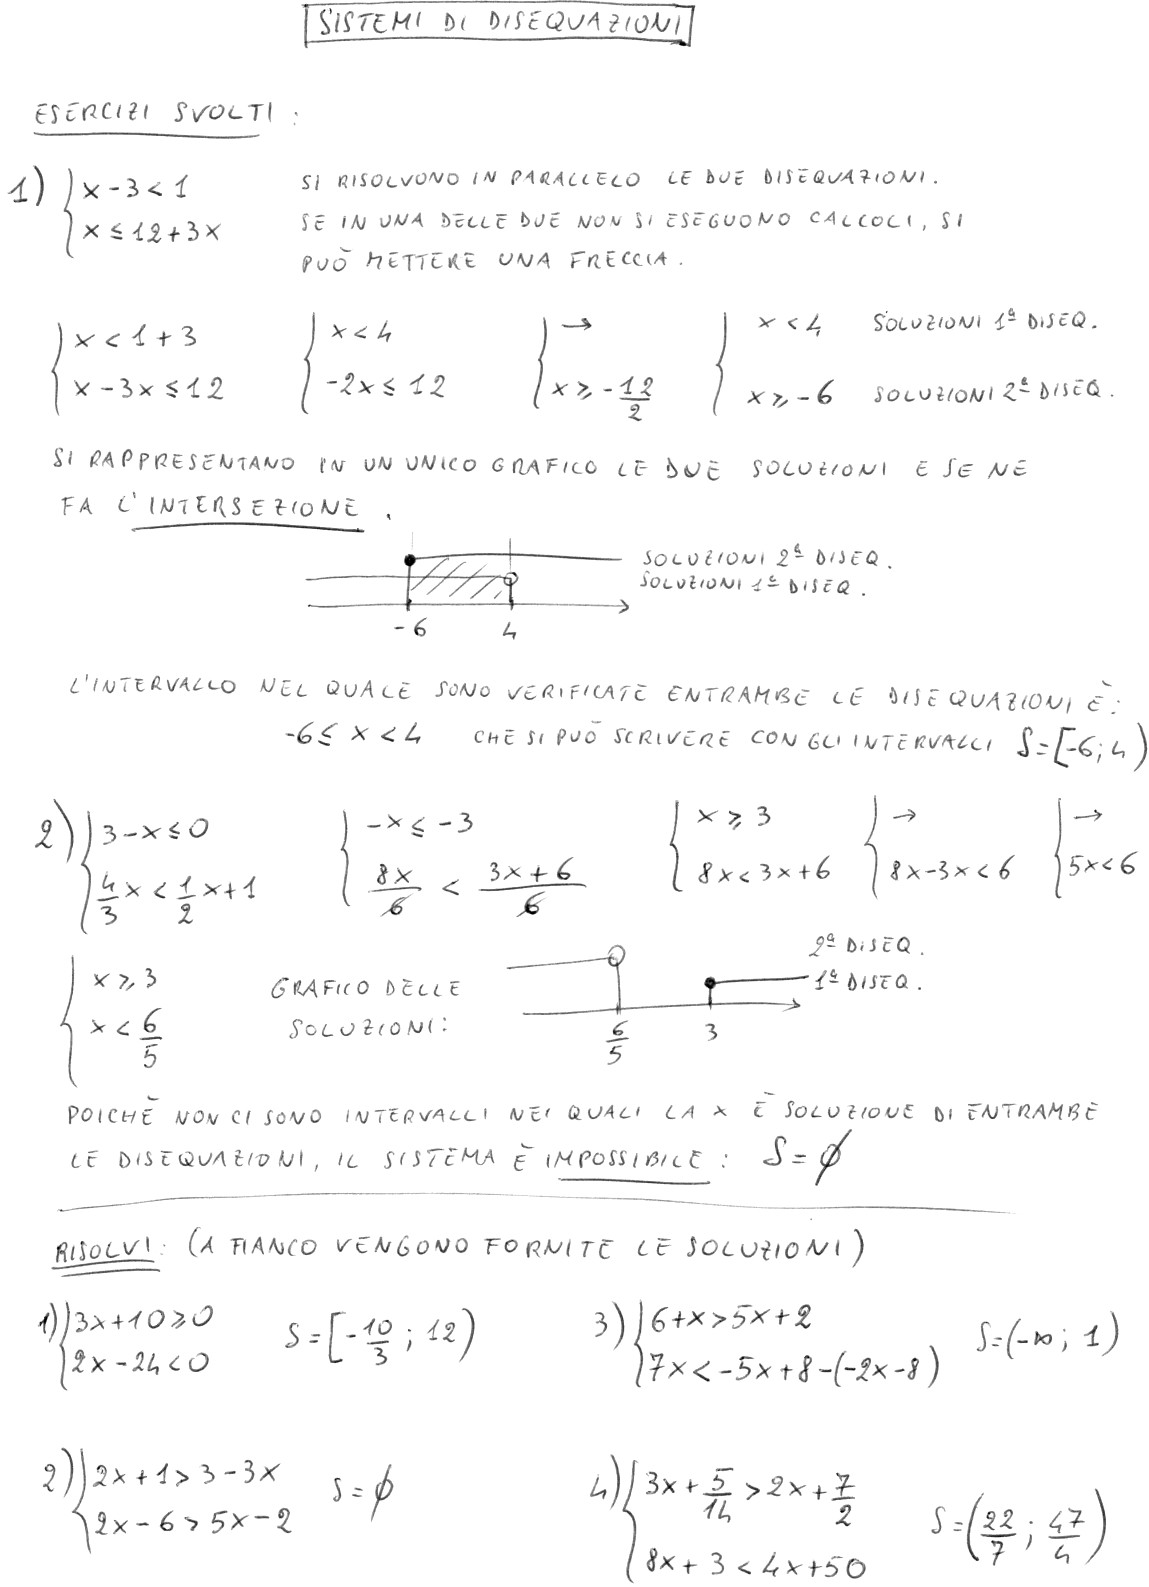 SISTEMI DI DISEQUAZIONI
ESERCIZI SVOLTI:
1) { x - 3 < 1
x ≤ 12 + 3x
SI RISOLVONO IN PARALLELO LE DUE DISEQUAZIONI.
SE IN UNA DELLE DUE NON SI ESEGUONO CALCOLI, SI
PUÒ METTERE UNA FRECCIA.
{ x < 1 + 3 { x < 4 { → { x < 4 SOLUZIONI 1ª DISEQ.
x - 3x ≤ 12 -2x ≤ 12 x ≥ -12/2 x ≥ -6 SOLUZIONI 2ª DISEQ.
SI RAPPRESENTANO IN UN UNICO GRAFICO LE DUE SOLUZIONI E SE NE
FA L'INTERSEZIONE.
SOLUZIONI 2ª DISEQ.
SOLUZIONI 1ª DISEQ.
-6 4
L'INTERVALLO NEL QUALE SONO VERIFICATE ENTRAMBE LE DISEQUAZIONI È:
-6 ≤ x < 4 CHE SI PUÒ SCRIVERE CON GLI INTERVALLI S = [-6; 4)
2) { 3 - x ≤ 0 { -x ≤ -3 { x ≥ 3 { → { →
4/3 x < 1/2 x + 1 8x/6 < 3x + 6/6 8x < 3x + 6 8x - 3x < 6 5x < 6
{ x ≥ 3
x < 6/5
GRAFICO DELLE
SOLUZIONI:
2ª DISEQ.
1ª DISEQ.
6/5 3
POICHÈ NON CI SONO INTERVALLI NEI QUALI LA x È SOLUZIONE DI ENTRAMBE
LE DISEQUAZIONI, IL SISTEMA È IMPOSSIBILE: S = ∅
RISOLVI: (A FIANCO VENGONO FORNITE LE SOLUZIONI)
1) { 3x + 10 ≥ 0
2x - 24 < 0
S = [-10/3; 12)
3) { 6 + x > 5x + 2
7x < -5x + 8 - (-2x - 8)
S = (-∞; 1)
2) { 2x + 1 > 3 - 3x
2x - 6 > 5x - 2
S = ∅
4) { 3x + 5/14 > 2x + 7/2
8x + 3 < 4x + 50
S = (22/7; 47/4)